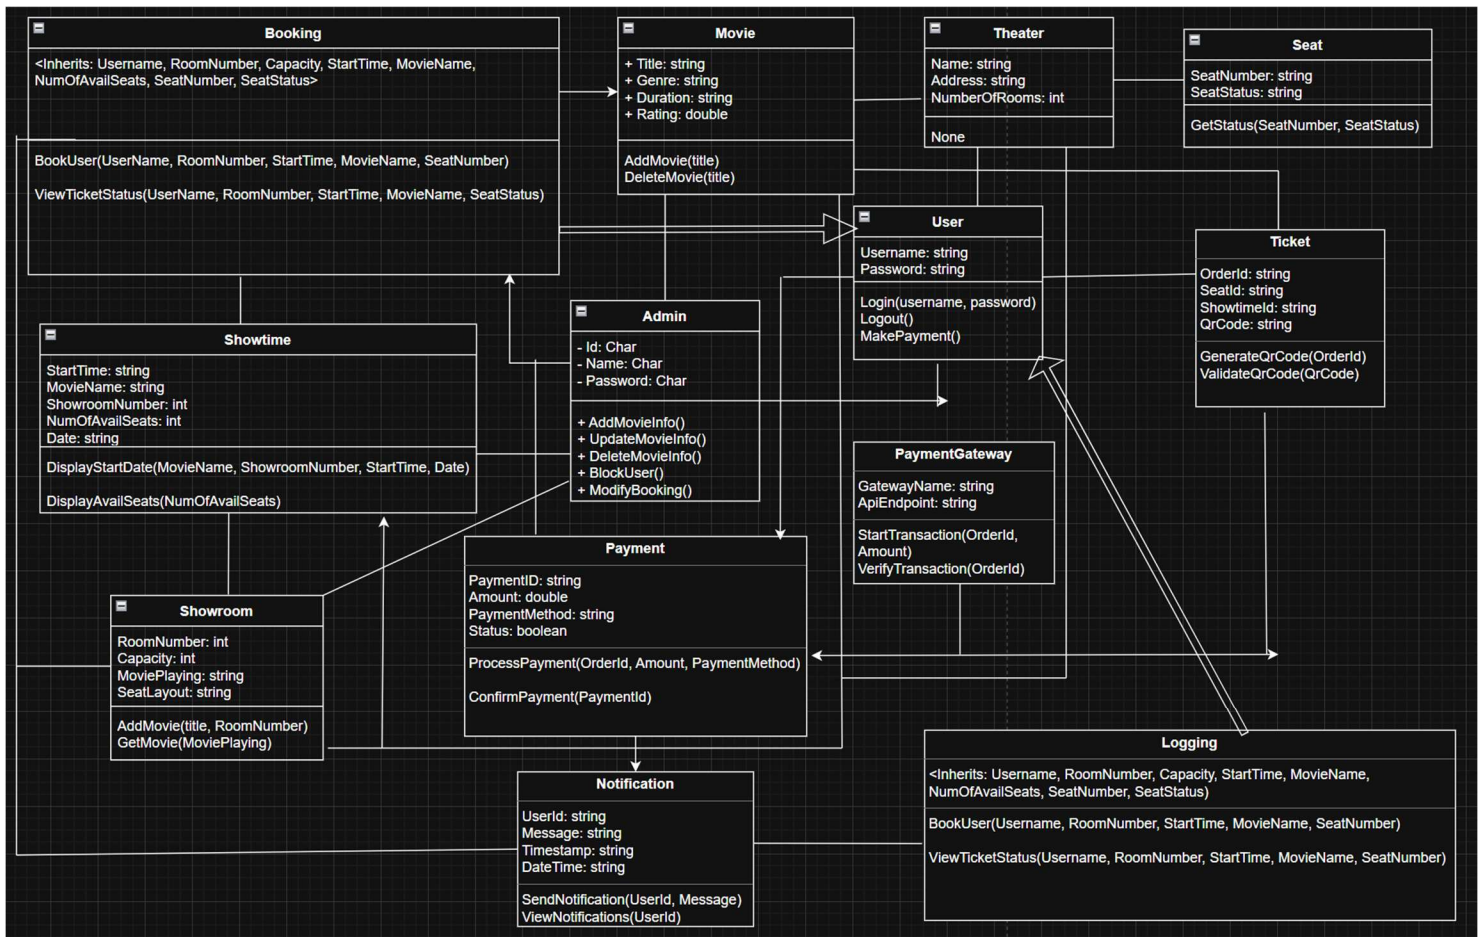 Booking
<Inherits: Username, RoomNumber, Capacity, StartTime, MovieName,
NumOfAvailSeats, SeatNumber, SeatStatus>
BookUser(UserName, RoomNumber, StartTime, MovieName, SeatNumber)
ViewTicketStatus(UserName, RoomNumber, StartTime, MovieName, SeatStatus)
Movie
+ Title: string
+ Genre: string
+ Duration: string
+ Rating: double
AddMovie(title)
DeleteMovie(title)
Theater
Name: string
Address: string
NumberOfRooms: int
None
Seat
SeatNumber: string
SeatStatus: string
GetStatus(SeatNumber, SeatStatus)
User
Username: string
Password: string
Login(username, password)
Logout()
MakePayment()
Ticket
OrderId: string
SeatId: string
ShowtimeId: string
QrCode: string
GenerateQrCode(OrderId)
ValidateQrCode(QrCode)
Showtime
StartTime: string
MovieName: string
ShowroomNumber: int
NumOfAvailSeats: int
Date: string
DisplayStartDate(MovieName, ShowroomNumber, StartTime, Date)
DisplayAvailSeats(NumOfAvailSeats)
Admin
- Id: Char
- Name: Char
- Password: Char
+ AddMovieInfo()
+ UpdateMovieInfo()
+ DeleteMovieInfo()
+ BlockUser()
+ ModifyBooking()
PaymentGateway
GatewayName: string
ApiEndpoint: string
StartTransaction(OrderId,
Amount)
VerifyTransaction(OrderId)
Payment
PaymentID: string
Amount: double
PaymentMethod: string
Status: boolean
ProcessPayment(OrderId, Amount, PaymentMethod)
ConfirmPayment(PaymentId)
Showroom
RoomNumber: int
Capacity: int
MoviePlaying: string
SeatLayout: string
AddMovie(title, RoomNumber)
GetMovie(MoviePlaying)
Notification
UserId: string
Message: string
Timestamp: string
DateTime: string
SendNotification(UserId, Message)
ViewNotifications(UserId)
Logging
<Inherits: Username, RoomNumber, Capacity, StartTime, MovieName,
NumOfAvailSeats, SeatNumber, SeatStatus)
BookUser(Username, RoomNumber, StartTime, MovieName, SeatNumber)
ViewTicketStatus(Username, RoomNumber, StartTime, MovieName, SeatNumber)